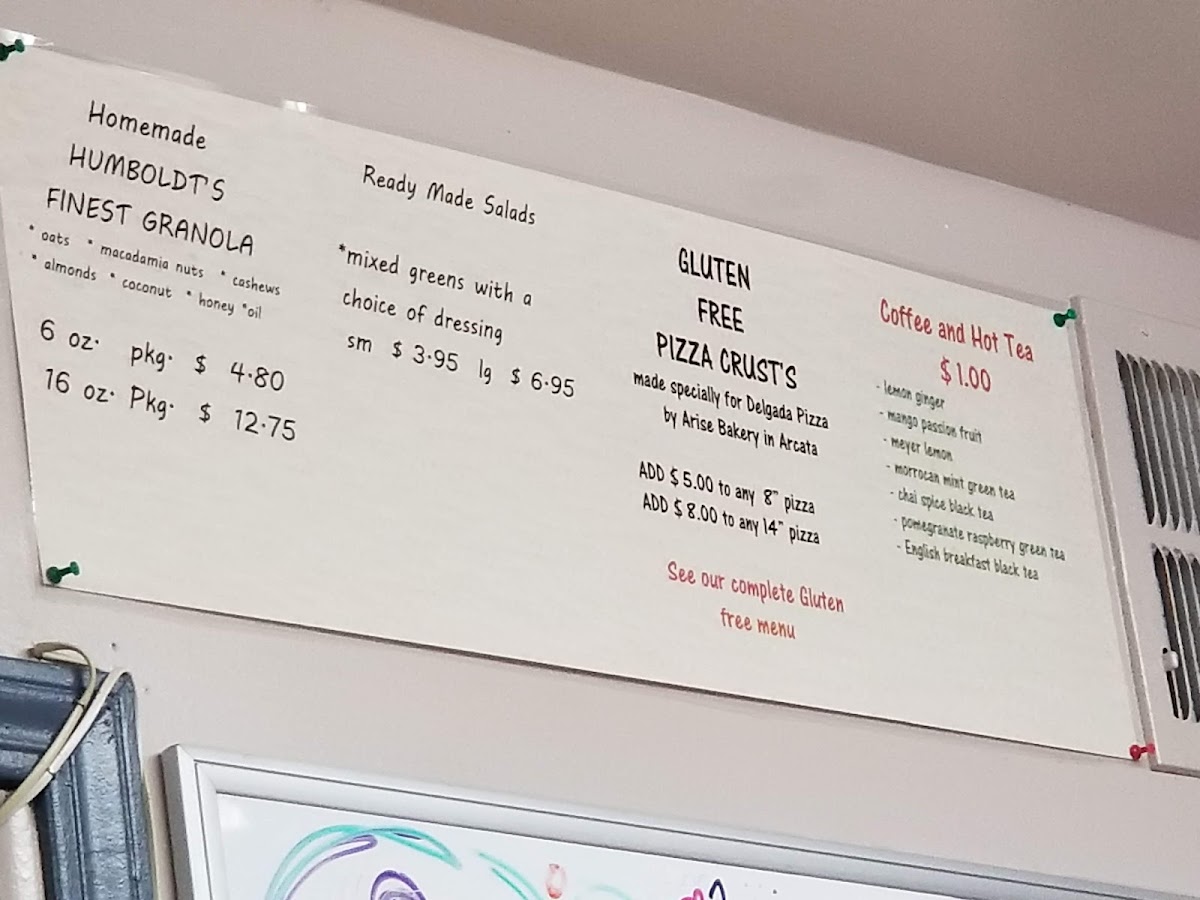 Homemade
HUMBOLDT'S
FINEST GRANOLA
* oats * macadamia nuts * cashews
* almonds * coconut * honey *oil
6 oz. pkg. $ 4.80
16 oz. Pkg. $ 12.75
Ready Made Salads
*mixed greens with a
choice of dressing
sm $ 3.95 lg $ 6.95
GLUTEN
FREE
PIZZA CRUST'S
made specially for Delgada Pizza
by Arise Bakery in Arcata
ADD $ 5.00 to any 8" pizza
ADD $ 8.00 to any 14" pizza
See our complete Gluten
free menu
Coffee and Hot Tea
$ 1.00
- lemon ginger
- mango passion fruit
- meyer lemon
- morrocan mint green tea
- chai spice black tea
- pomegranate raspberry green tea
- English breakfast black tea